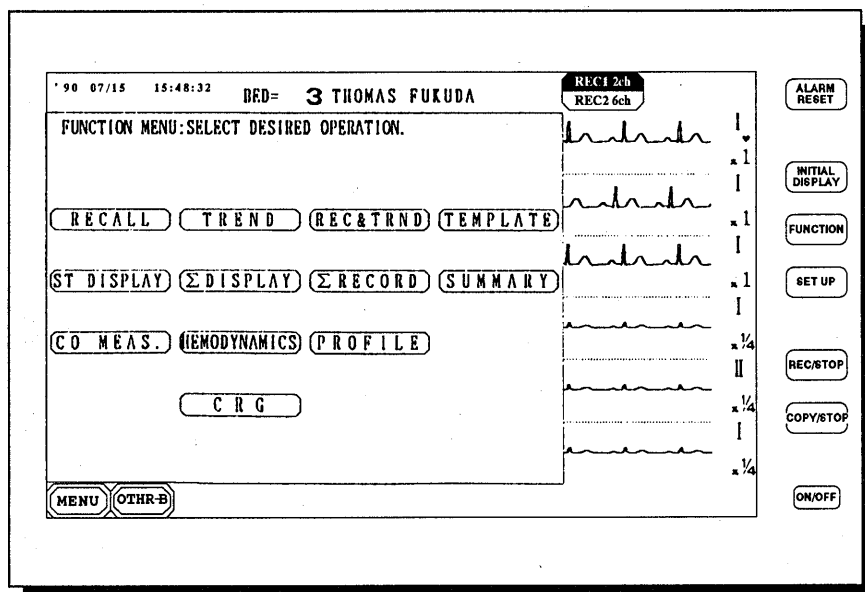 '90 07/15 15:48:32 BED= 3 THOMAS FUKUDA
REC1 2ch
REC2 6ch
FUNCTION MENU:SELECT DESIRED OPERATION.
RECALL TREND REC&TRND TEMPLATE
ST DISPLAY ΣDISPLAY ΣRECORD SUMMARY
CO MEAS. HEMODYNAMICS PROFILE
CRG
MENU OTHR-B
I
x1
I
x1
I
x1
I
x¼
II
x¼
I
x¼
ALARM
RESET
INITIAL
DISPLAY
FUNCTION
SET UP
REC/STOP
COPY/STOP
ON/OFF